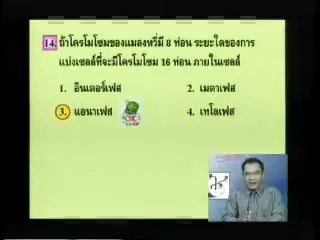 14. ถ้าโครโมโซมของแมลงหวี่มี 8 ท่อน ระยะใดของการ
แบ่งเซลล์ที่จะมีโครโมโซม 16 ท่อน ภายในเซลล์
1. อินเตอร์เฟส 2. เมตาเฟส
3. แอนาเฟส 4. เทโลเฟส